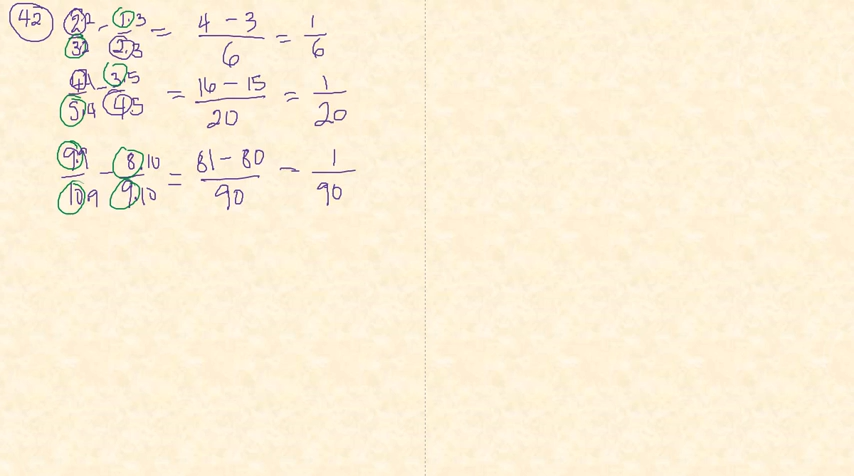 42 2·2/3·2 - 1·3/2·3 = 4-3/6 = 1/6
4·4/5·4 - 3·5/4·5 = 16-15/20 = 1/20
9·9/10·9 - 8·10/9·10 = 81-80/90 = 1/90